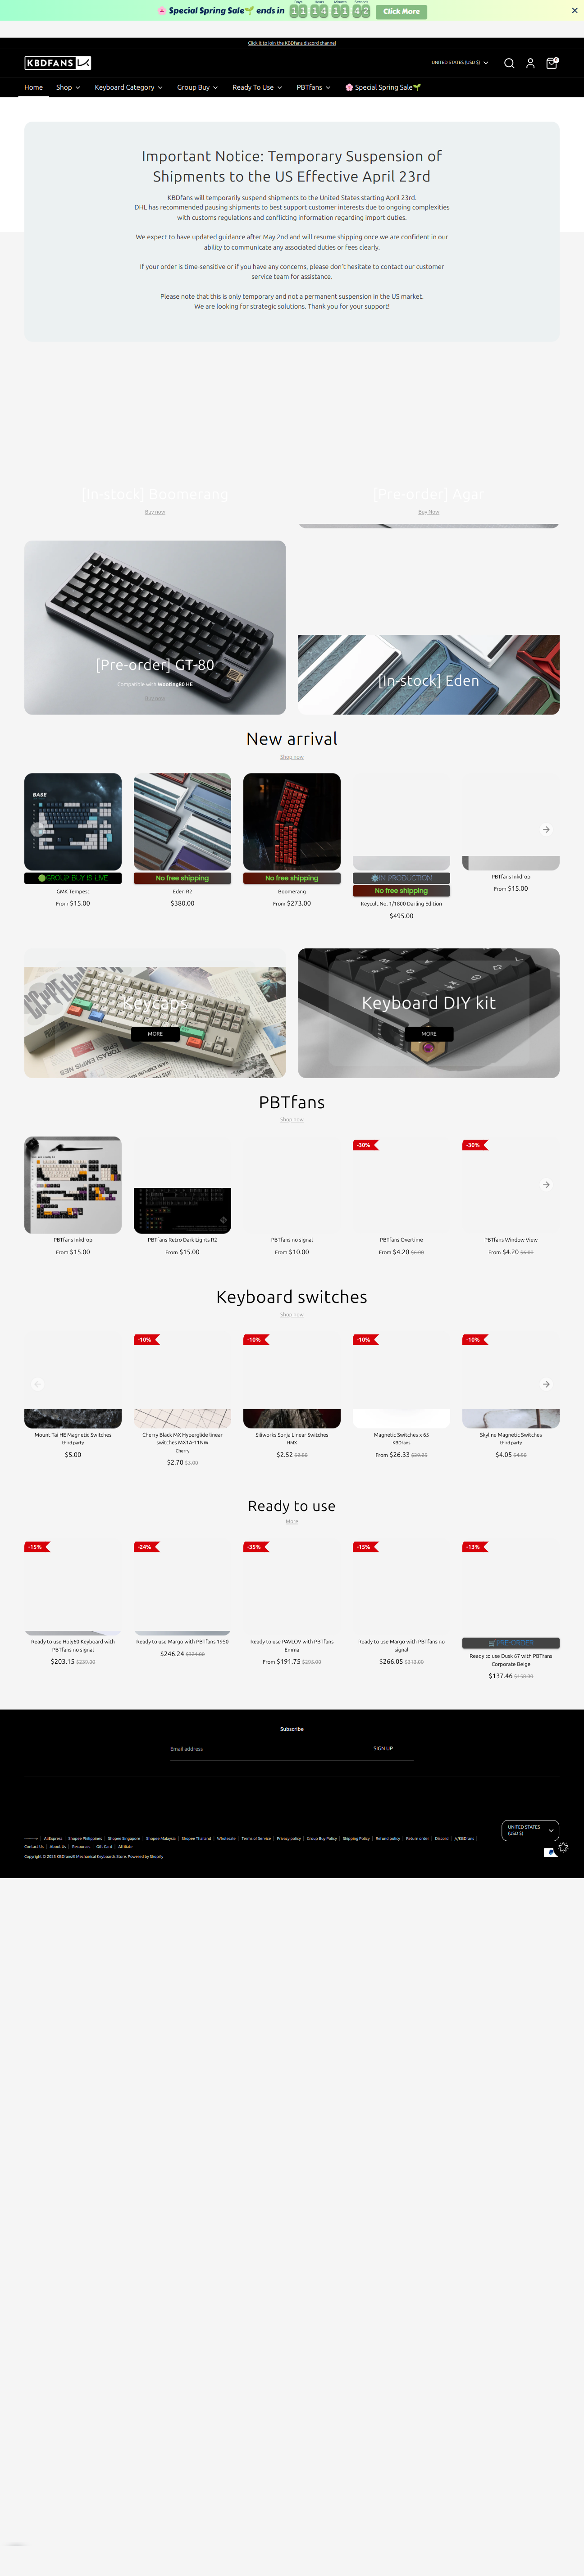 🌸 Special Spring Sale🌱 ends in
Days Hours Minutes Seconds
11 14 11 42
Click More
Click it to join the KBDfans discord channel
KBDFANS
UNITED STATES (USD $)
0
Home Shop Keyboard Category Group Buy Ready To Use PBTfans 🌸 Special Spring Sale🌱
Important Notice: Temporary Suspension of
Shipments to the US Effective April 23rd
KBDfans will temporarily suspend shipments to the United States starting April 23rd.
DHL has recommended pausing shipments to best support customer interests due to ongoing complexities
with customs regulations and conflicting information regarding import duties.
We expect to have updated guidance after May 2nd and will resume shipping once we are confident in our
ability to communicate any associated duties or fees clearly.
If your order is time-sensitive or if you have any concerns, please don't hesitate to contact our customer
service team for assistance.
Please note that this is only temporary and not a permanent suspension in the US market.
We are looking for strategic solutions. Thank you for your support!
[In-stock] Boomerang
Buy now
[Pre-order] Agar
Buy Now
[Pre-order] GT-80
Compatible with Wooting80 HE
Buy now
[In-stock] Eden
New arrival
Shop now
BASE
GROUP BUY IS LIVE
GMK Tempest
From $15.00
No free shipping
Eden R2
$380.00
No free shipping
Boomerang
From $273.00
IN PRODUCTION
No free shipping
Keycult No. 1/1800 Darling Edition
$495.00
PBTfans Inkdrop
From $15.00
Keycaps
MORE
Keyboard DIY kit
MORE
PBTfans
Shop now
PBTfans Inkdrop
From $15.00
PBTfans Retro Dark Lights R2
From $15.00
PBTfans no signal
From $10.00
-30%
PBTfans Overtime
From $4.20 $6.00
-30%
PBTfans Window View
From $4.20 $6.00
Keyboard switches
Shop now
Mount Tai HE Magnetic Switches
third party
$5.00
-10%
Cherry Black MX Hyperglide linear
switches MX1A-11NW
Cherry
$2.70 $3.00
-10%
Siliworks Sonja Linear Switches
HMX
$2.52 $2.80
-10%
Magnetic Switches x 65
KBDfans
From $26.33 $29.25
-10%
Skyline Magnetic Switches
third party
$4.05 $4.50
Ready to use
More
-15%
Ready to use Holy60 Keyboard with
PBTfans no signal
$203.15 $239.00
-24%
Ready to use Margo with PBTfans 1950
$246.24 $324.00
-35%
Ready to use PAVLOV with PBTfans
Emma
From $191.75 $295.00
-15%
Ready to use Margo with PBTfans no
signal
$266.05 $313.00
-13%
PRE-ORDER
Ready to use Dusk 67 with PBTfans
Corporate Beige
$137.46 $158.00
Subscribe
Email address
SIGN UP
AliExpress Shopee Philippines Shopee Singapore Shopee Malaysia Shopee Thailand Wholesale Terms of Service Privacy policy Group Buy Policy Shipping Policy Refund policy Return order Discord /r/KBDfans
Contact Us About Us Resources Gift Card Affiliate
Copyright © 2025 KBDfans® Mechanical Keyboards Store. Powered by Shopify
UNITED STATES
(USD $)